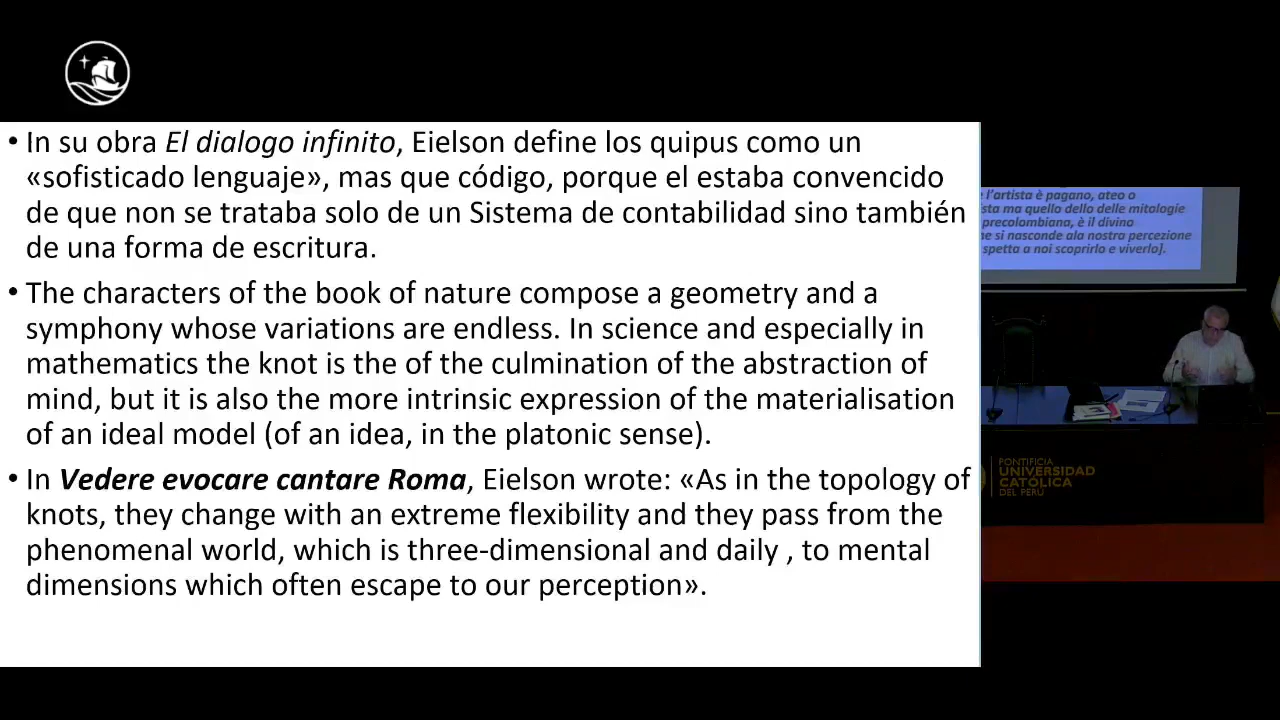 • In su obra El dialogo infinito, Eielson define los quipus como un
«sofisticado lenguaje», mas que código, porque el estaba convencido
de que non se trataba solo de un Sistema de contabilidad sino también
de una forma de escritura.
• The characters of the book of nature compose a geometry and a
symphony whose variations are endless. In science and especially in
mathematics the knot is the of the culmination of the abstraction of
mind, but it is also the more intrinsic expression of the materialisation
of an ideal model (of an idea, in the platonic sense).
• In Vedere evocare cantare Roma, Eielson wrote: «As in the topology of
knots, they change with an extreme flexibility and they pass from the
phenomenal world, which is three-dimensional and daily , to mental
dimensions which often escape to our perception».
l'artista è pagano, ateo o
ma quello dello delle mitologie
precolombiana, è il divino
si nasconde ala nostra percezione
spetta a noi scoprirlo e viverlo].
PONTIFICIA
UNIVERSIDAD
CATÓLICA
DEL PERÚ